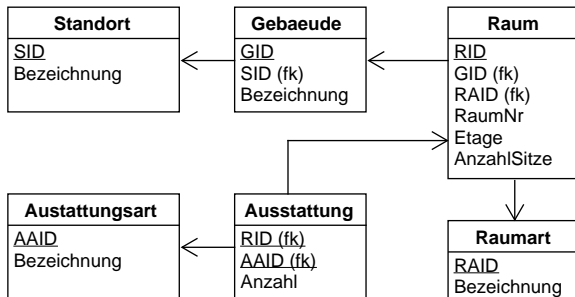 Standort
SID
Bezeichnung
Gebaeude
GID
SID (fk)
Bezeichnung
Raum
RID
GID (fk)
RAID (fk)
RaumNr
Etage
AnzahlSitze
Austattungsart
AAID
Bezeichnung
Ausstattung
RID (fk)
AAID (fk)
Anzahl
Raumart
RAID
Bezeichnung